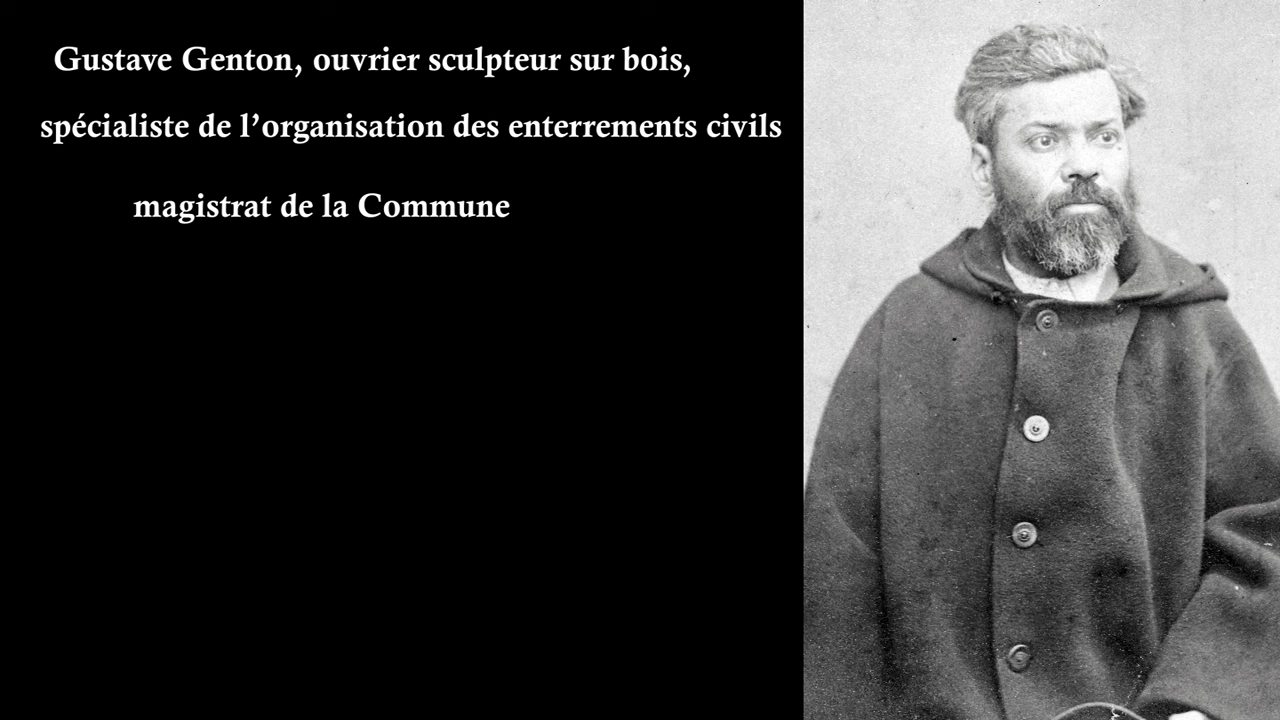 Gustave Genton, ouvrier sculpteur sur bois,
spécialiste de l’organisation des enterrements civils
magistrat de la Commune